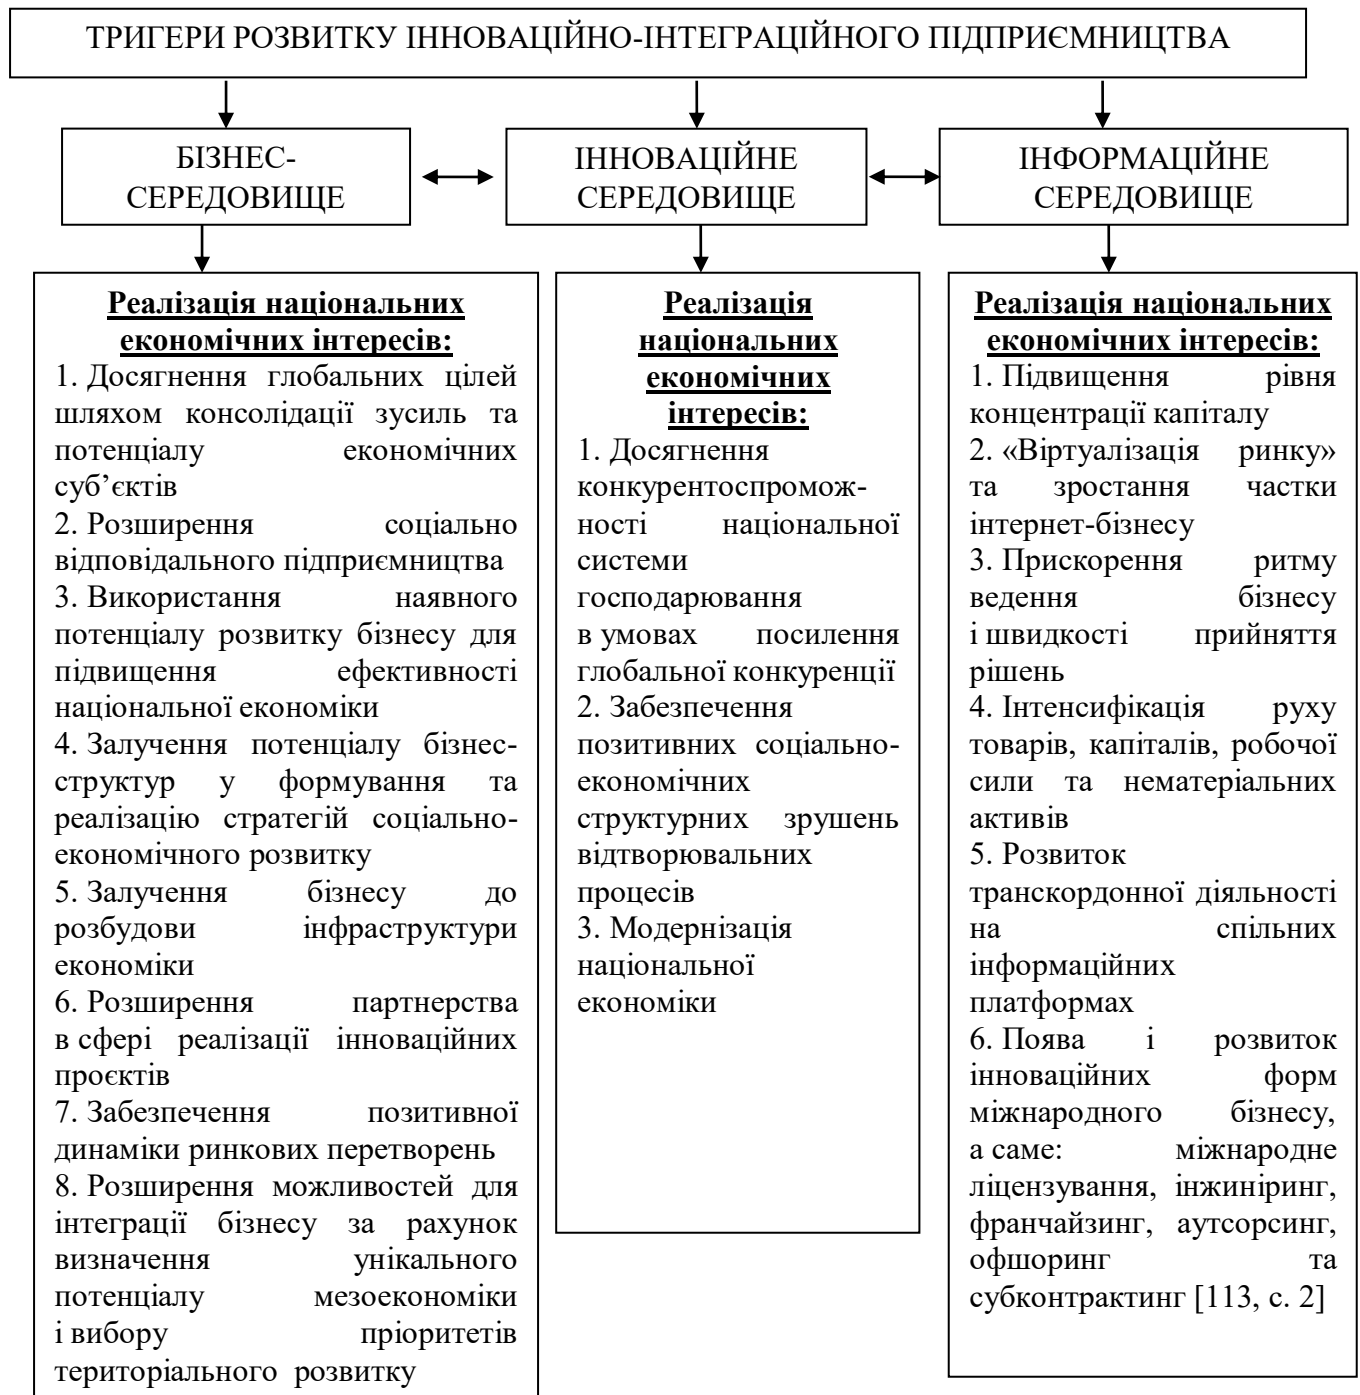 ТРИГЕРИ РОЗВИТКУ ІННОВАЦІЙНО-ІНТЕГРАЦІЙНОГО ПІДПРИЄМНИЦТВА
БІЗНЕС-
СЕРЕДОВИЩЕ
ІННОВАЦІЙНЕ
СЕРЕДОВИЩЕ
ІНФОРМАЦІЙНЕ
СЕРЕДОВИЩЕ
Реалізація національних
економічних інтересів:
1. Досягнення глобальних цілей
шляхом консолідації зусиль та
потенціалу економічних
суб’єктів
2. Розширення соціально
відповідального підприємництва
3. Використання наявного
потенціалу розвитку бізнесу для
підвищення ефективності
національної економіки
4. Залучення потенціалу бізнес-
структур у формування та
реалізацію стратегій соціально-
економічного розвитку
5. Залучення бізнесу до
розбудови інфраструктури
економіки
6. Розширення партнерства
в сфері реалізації інноваційних
проєктів
7. Забезпечення позитивної
динаміки ринкових перетворень
8. Розширення можливостей для
інтеграції бізнесу за рахунок
визначення унікального
потенціалу мезоекономіки
і вибору пріоритетів
територіального розвитку
Реалізація
національних
економічних
інтересів:
1. Досягнення
конкурентоспромож-
ності національної
системи
господарювання
в умовах посилення
глобальної конкуренції
2. Забезпечення
позитивних соціально-
економічних
структурних зрушень
відтворювальних
процесів
3. Модернізація
національної
економіки
Реалізація національних
економічних інтересів:
1. Підвищення рівня
концентрації капіталу
2. «Віртуалізація ринку»
та зростання частки
інтернет-бізнесу
3. Прискорення ритму
ведення бізнесу
і швидкості прийняття
рішень
4. Інтенсифікація руху
товарів, капіталів, робочої
сили та нематеріальних
активів
5. Розвиток
транскордонної діяльності
на спільних
інформаційних
платформах
6. Поява і розвиток
інноваційних форм
міжнародного бізнесу,
а саме: міжнародне
ліцензування, інжиніринг,
франчайзинг, аутсорсинг,
офшоринг та
субконтрактинг [113, с. 2]